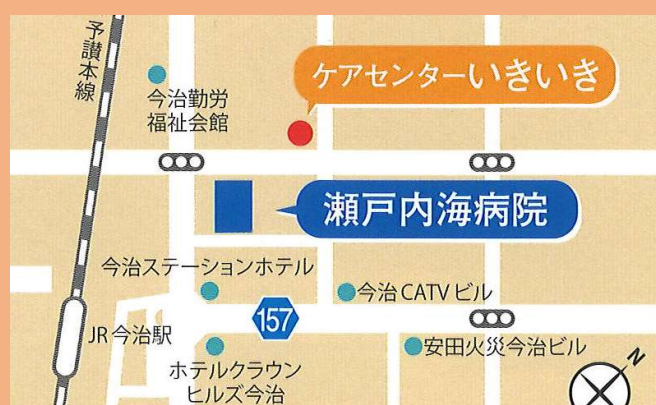 予讃本線
今治勤労
福祉会館
ケアセンターいきいき
瀬戸内海病院
今治ステーションホテル
今治CATVビル
157
JR今治駅
安田火災今治ビル
ホテルクラウン
ヒルズ今治
N